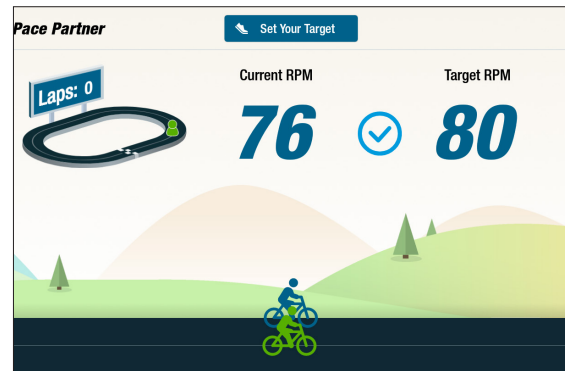 Pace Partner
Set Your Target
Laps: 0
Current RPM
Target RPM
76
80